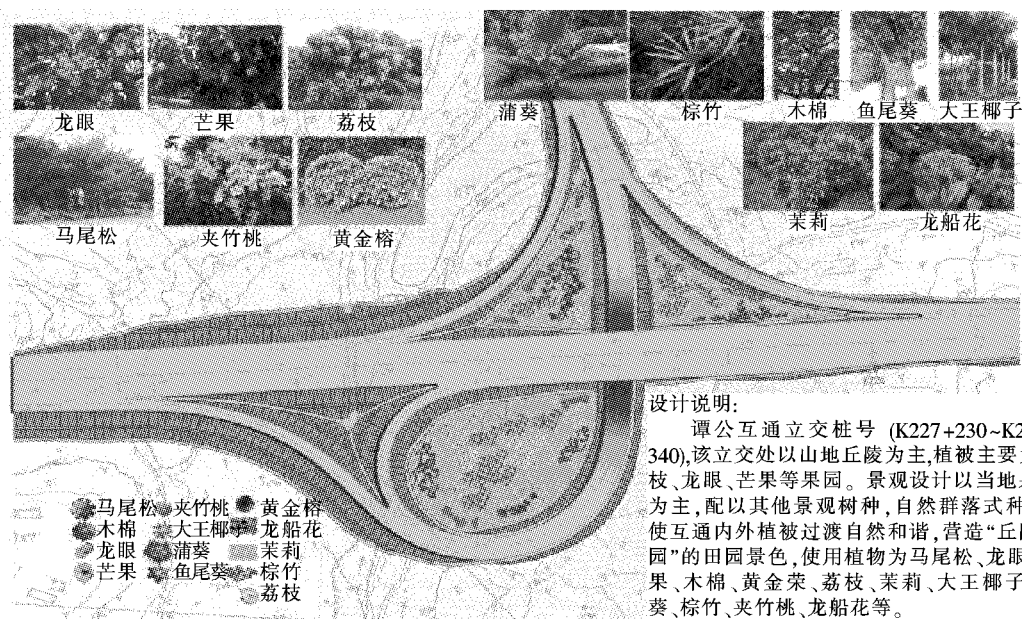 龙眼 芒果 荔枝
蒲葵 棕竹 木棉 鱼尾葵 大王椰子
马尾松 夹竹桃 黄金榕
茉莉 龙船花
设计说明:
谭公互通立交桩号 (K227+230~K2
340),该立交处以山地丘陵为主,植被主要
枝、龙眼、芒果等果园。景观设计以当地
为主,配以其他景观树种,自然群落式种
使互通内外植被过渡自然和谐,营造“丘
园”的田园景色,使用植物为马尾松、龙眼
果、木棉、黄金荣、荔枝、茉莉、大王椰子
葵、棕竹、夹竹桃、龙船花等。
马尾松 夹竹桃 黄金榕
木棉 大王椰子 龙船花
龙眼 蒲葵 茉莉
芒果 鱼尾葵 棕竹
荔枝